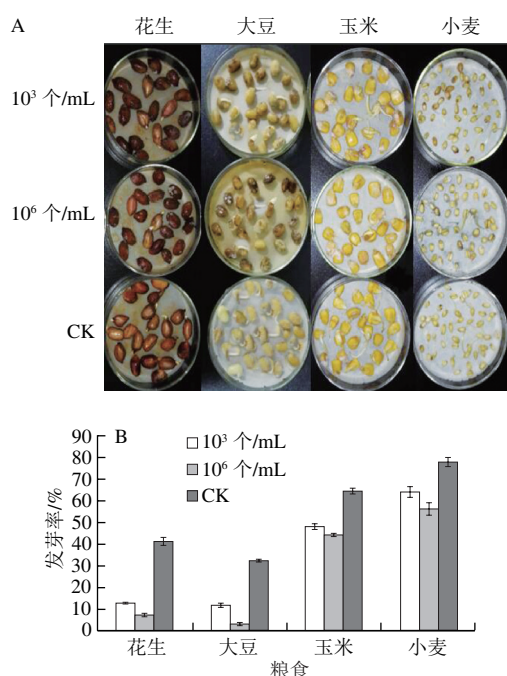 A
花生 大豆 玉米 小麦
10³ 个/mL
10⁶ 个/mL
CK
B
10³ 个/mL
10⁶ 个/mL
CK
90
80
70
60
50
40
30
20
10
0
发芽率/%
花生 大豆 玉米 小麦
粮食